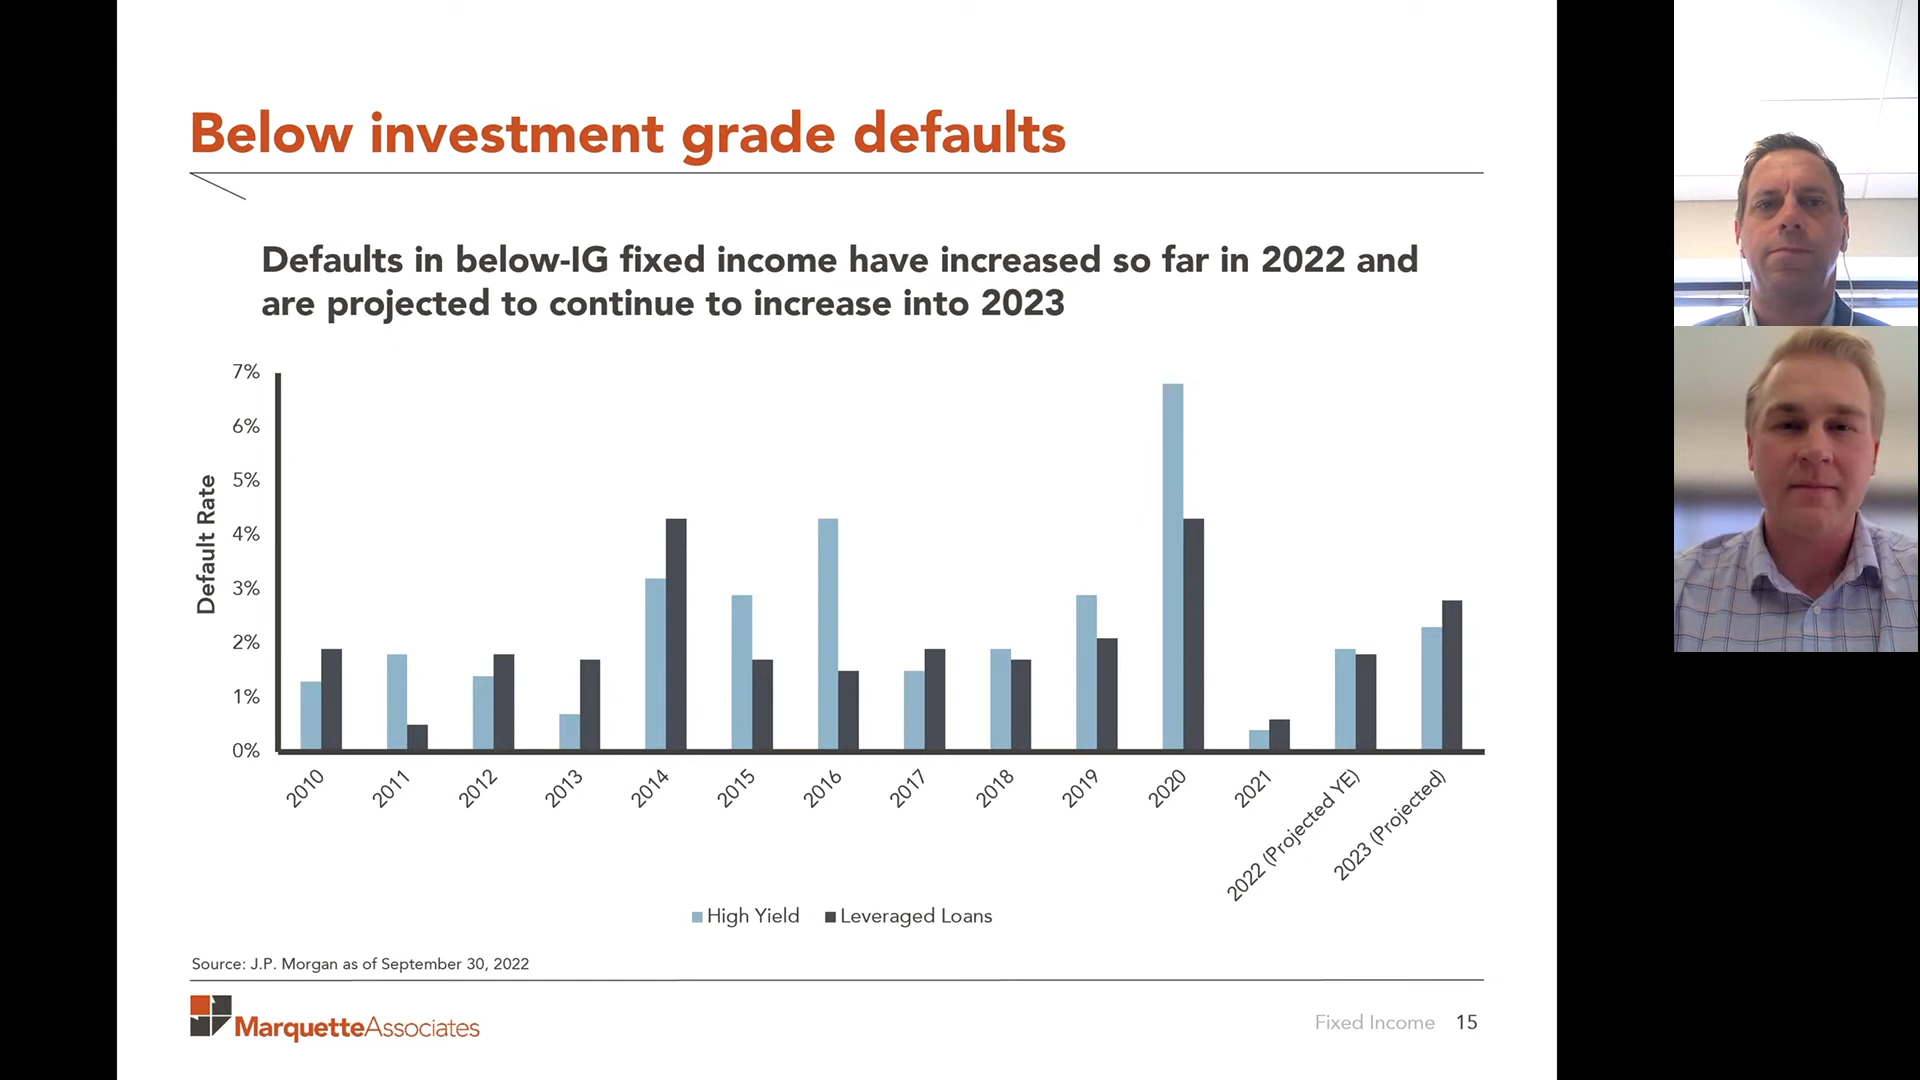 Below investment grade defaults
Defaults in below-IG fixed income have increased so far in 2022 and
are projected to continue to increase into 2023
7%
6%
5%
4%
3%
2%
1%
0%
Default Rate
2010
2011
2012
2013
2014
2015
2016
2017
2018
2019
2020
2021
2022 (Projected YE)
2023 (Projected)
High Yield
Leveraged Loans
Source: J.P. Morgan as of September 30, 2022
MarquetteAssociates
Fixed Income 15